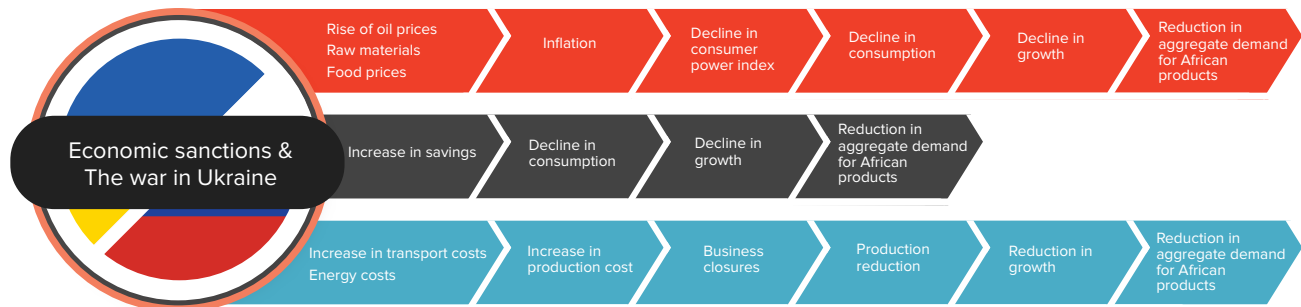 Economic sanctions &
The war in Ukraine
Rise of oil prices
Raw materials
Food prices
Inflation
Decline in
consumer
power index
Decline in
consumption
Decline in
growth
Reduction in
aggregate demand
for African
products
Increase in savings
Decline in
consumption
Decline in
growth
Reduction in
aggregate demand
for African
products
Increase in transport costs
Energy costs
Increase in
production cost
Business
closures
Production
reduction
Reduction in
growth
Reduction in
aggregate demand
for African
products